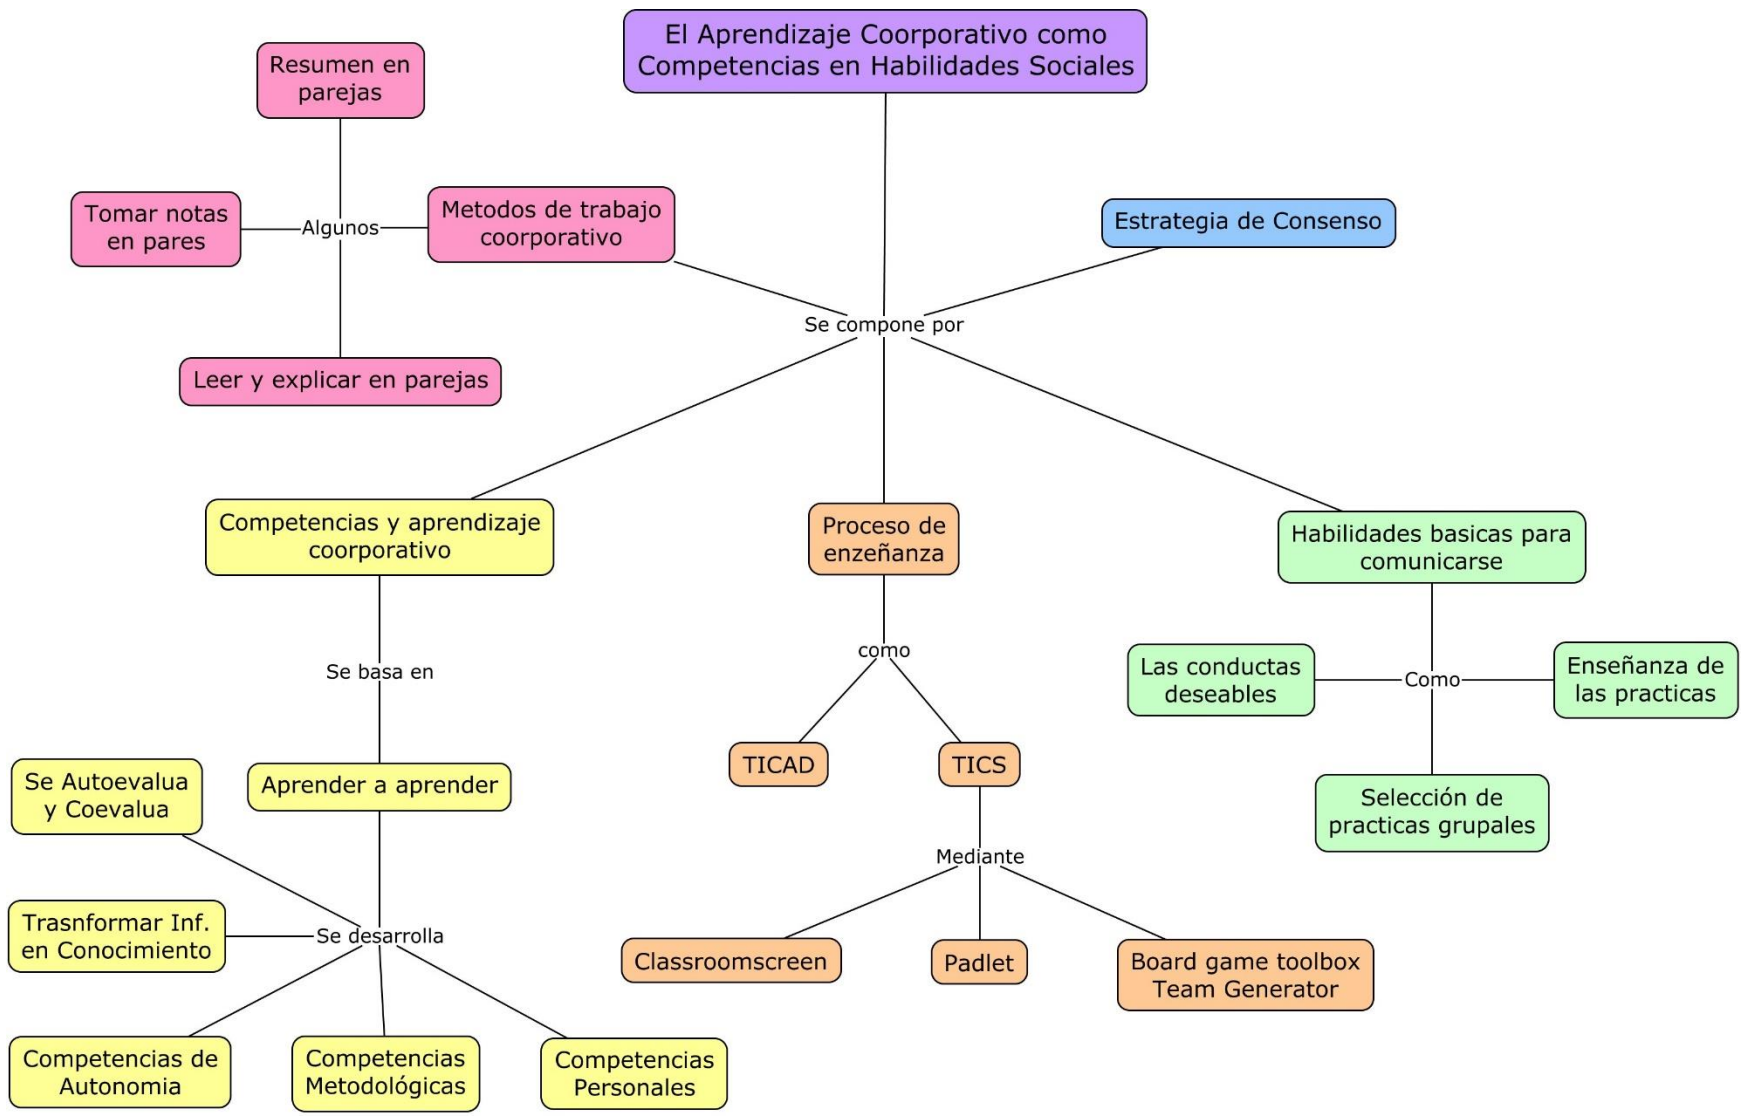 El Aprendizaje Coorporativo como
Competencias en Habilidades Sociales
Resumen en
parejas
Tomar notas
en pares
Algunos
Metodos de trabajo
coorporativo
Leer y explicar en parejas
Estrategia de Consenso
Se compone por
Competencias y aprendizaje
coorporativo
Se basa en
Aprender a aprender
Se Autoevalua
y Coevalua
Trasnformar Inf.
en Conocimiento
Se desarrolla
Competencias de
Autonomia
Competencias
Metodológicas
Competencias
Personales
Proceso de
enzeñanza
como
TICAD
TICS
Mediante
Classroomscreen
Padlet
Board game toolbox
Team Generator
Habilidades basicas para
comunicarse
Las conductas
deseables
Como
Enseñanza de
las practicas
Selección de
practicas grupales